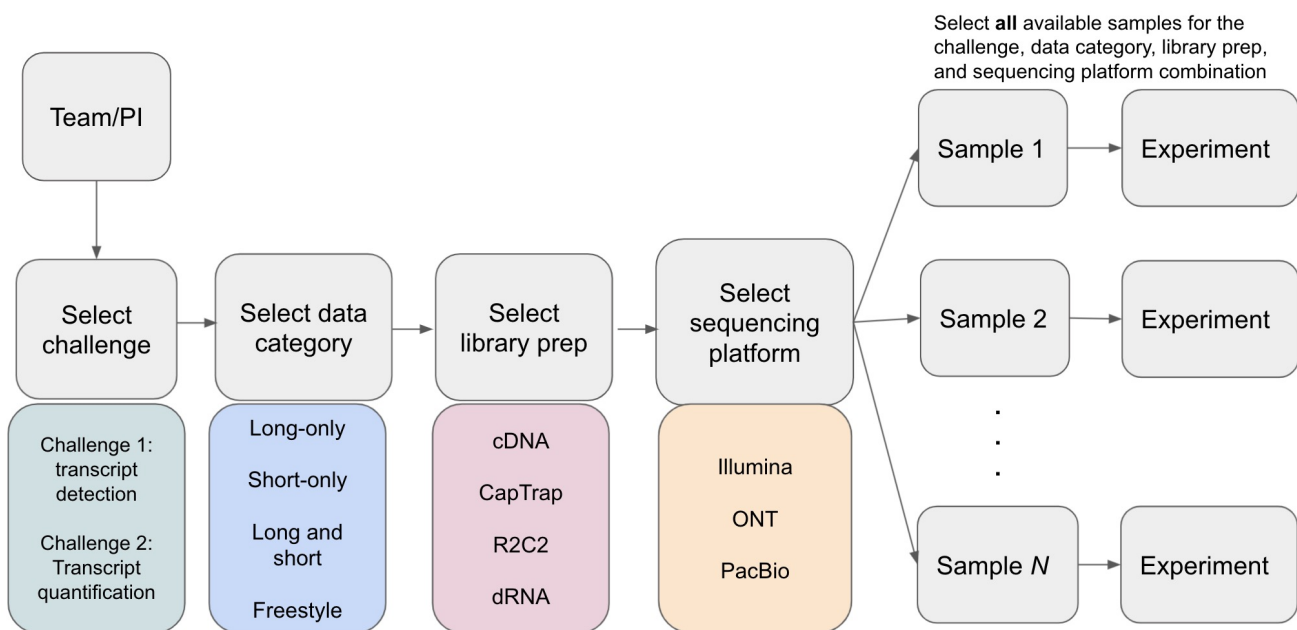 Select all available samples for the
challenge, data category, library prep,
and sequencing platform combination
Team/PI
Select
challenge
Select data
category
Select
library prep
Select
sequencing
platform
Sample 1
Experiment
Sample 2
Experiment
.
.
.
Sample N
Experiment
Challenge 1:
transcript
detection
Challenge 2:
Transcript
quantification
Long-only
Short-only
Long and
short
Freestyle
cDNA
CapTrap
R2C2
dRNA
Illumina
ONT
PacBio